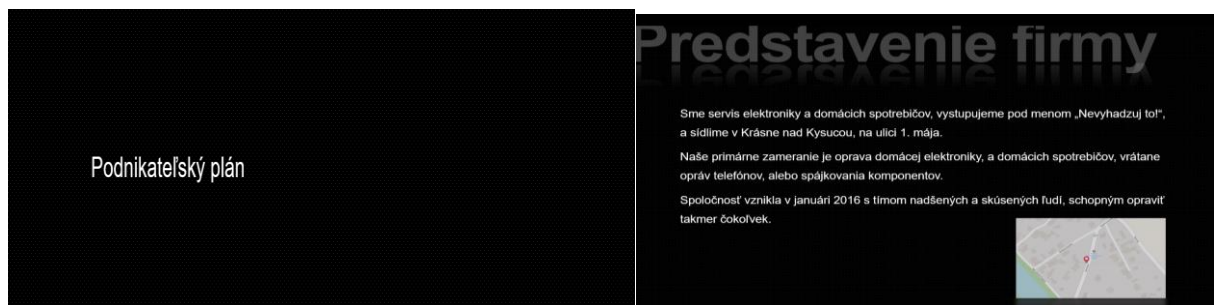 Podnikateľský plán
Predstavenie firmy
Sme servis elektroniky a domácich spotrebičov, vystupujeme pod menom „Nevyhadzuj to!“,
a sídlime v Krásne nad Kysucou, na ulici 1. mája.
Naše primárne zameranie je oprava domácej elektroniky, a domácich spotrebičov, vrátane
opráv telefónov, alebo spájkovania komponentov.
Spoločnosť vznikla v januári 2016 s tímom nadšených a skúsených ľudí, schopným opraviť
takmer čokoľvek.